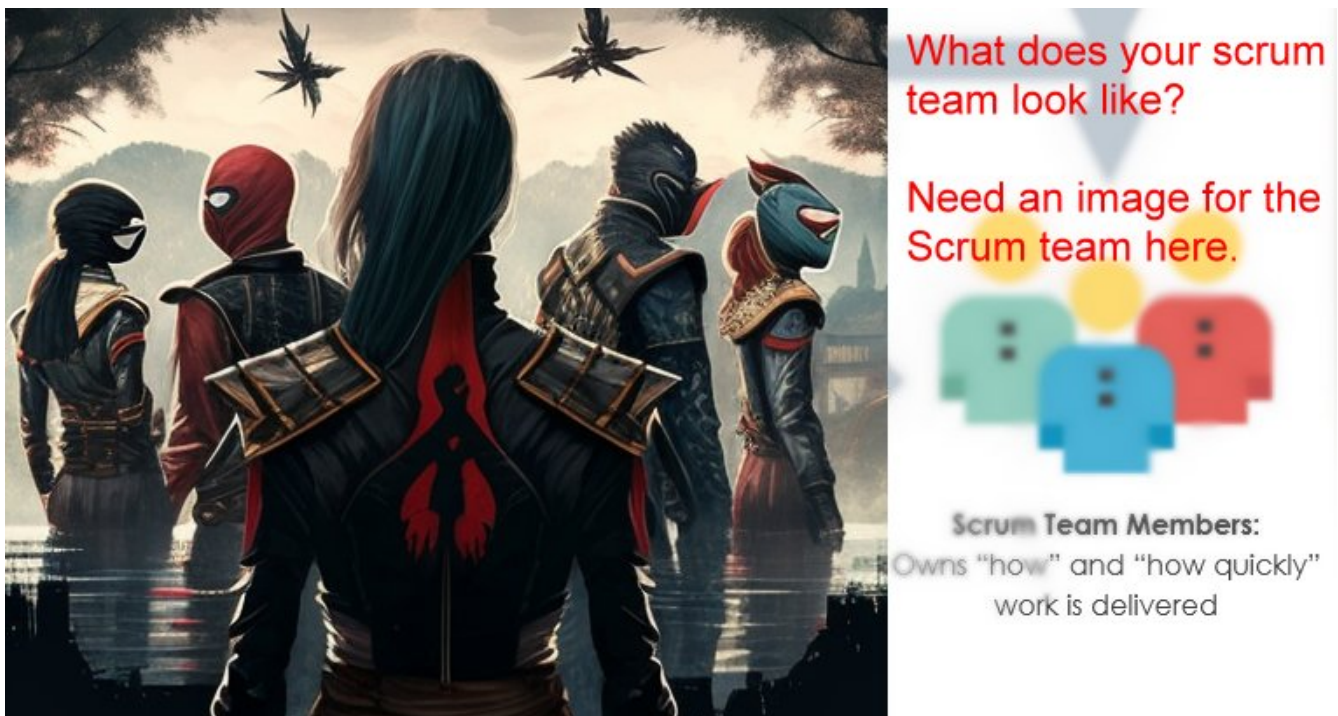 What does your scrum
team look like?
Need an image for the
Scrum team here.
Scrum Team Members:
Owns “how” and “how quickly”
work is delivered